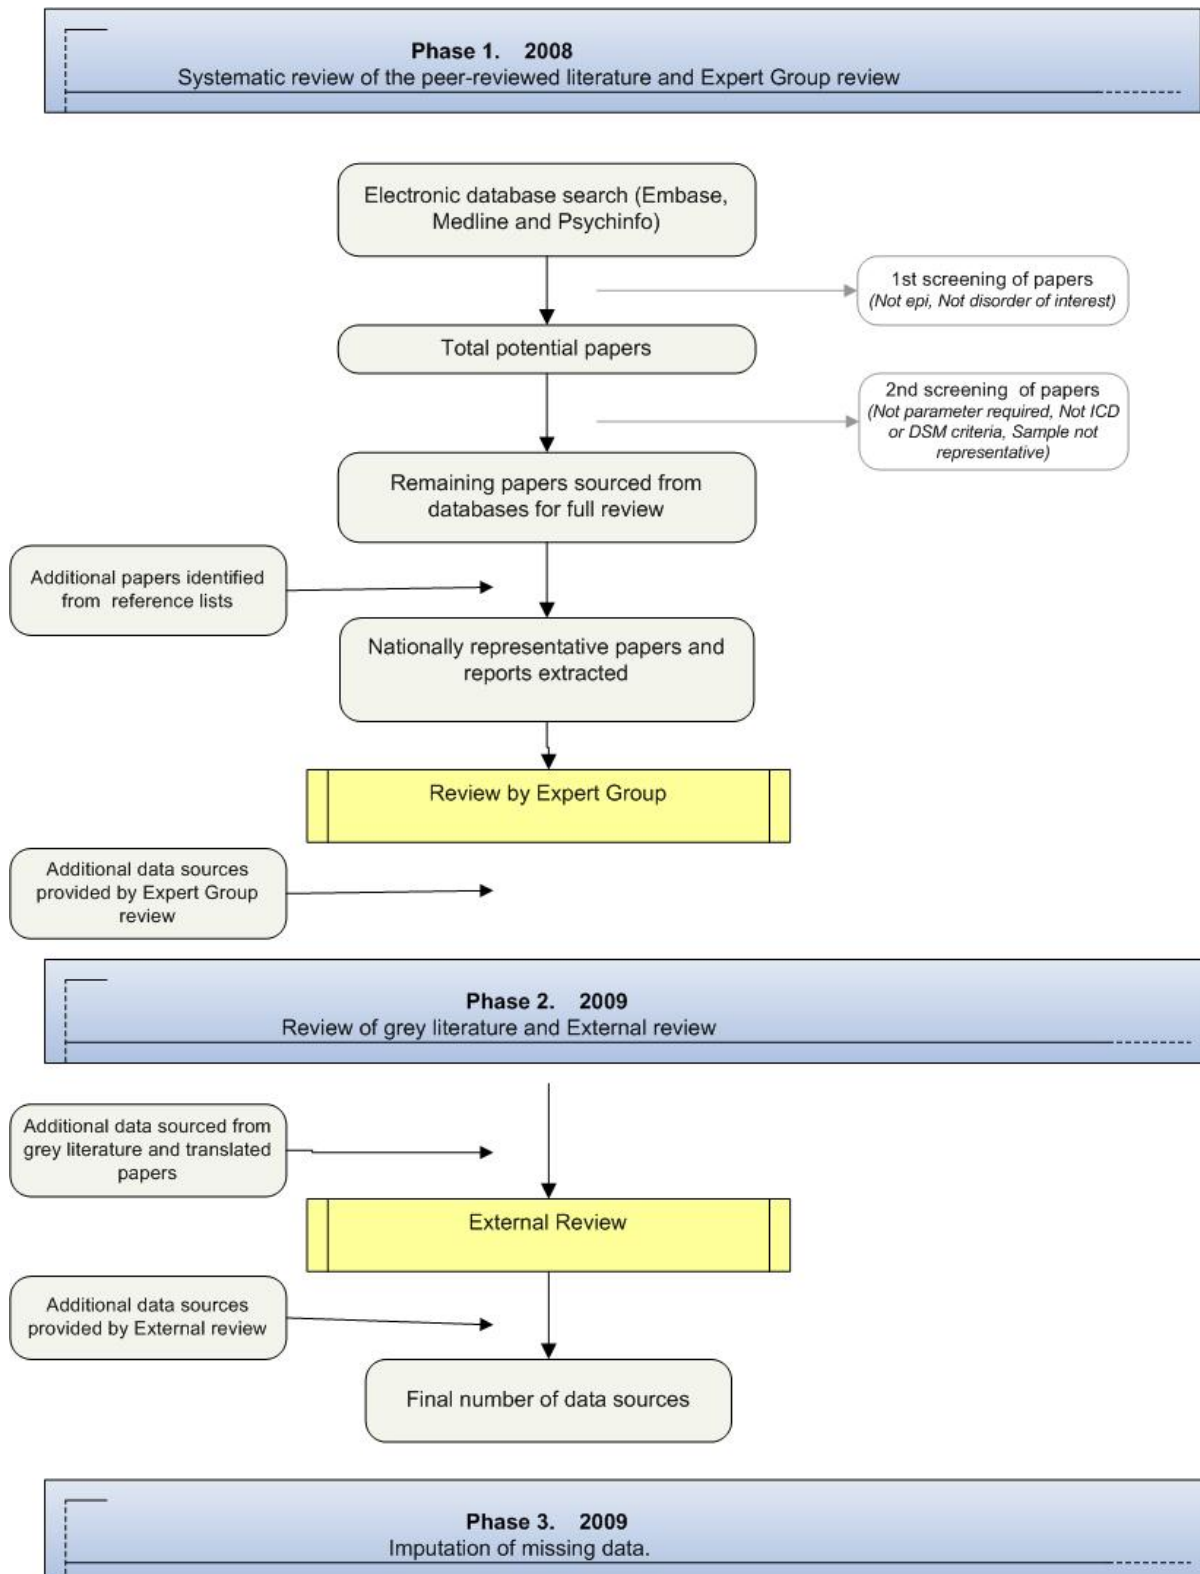 Phase 1. 2008
Systematic review of the peer-reviewed literature and Expert Group review
Electronic database search (Embase,
Medline and Psychinfo)
1st screening of papers
(Not epi, Not disorder of interest)
Total potential papers
2nd screening of papers
(Not parameter required, Not ICD
or DSM criteria, Sample not
representative)
Remaining papers sourced from
databases for full review
Additional papers identified
from reference lists
Nationally representative papers and
reports extracted
Review by Expert Group
Additional data sources
provided by Expert Group
review
Phase 2. 2009
Review of grey literature and External review
Additional data sourced from
grey literature and translated
papers
External Review
Additional data sources
provided by External review
Final number of data sources
Phase 3. 2009
Imputation of missing data.